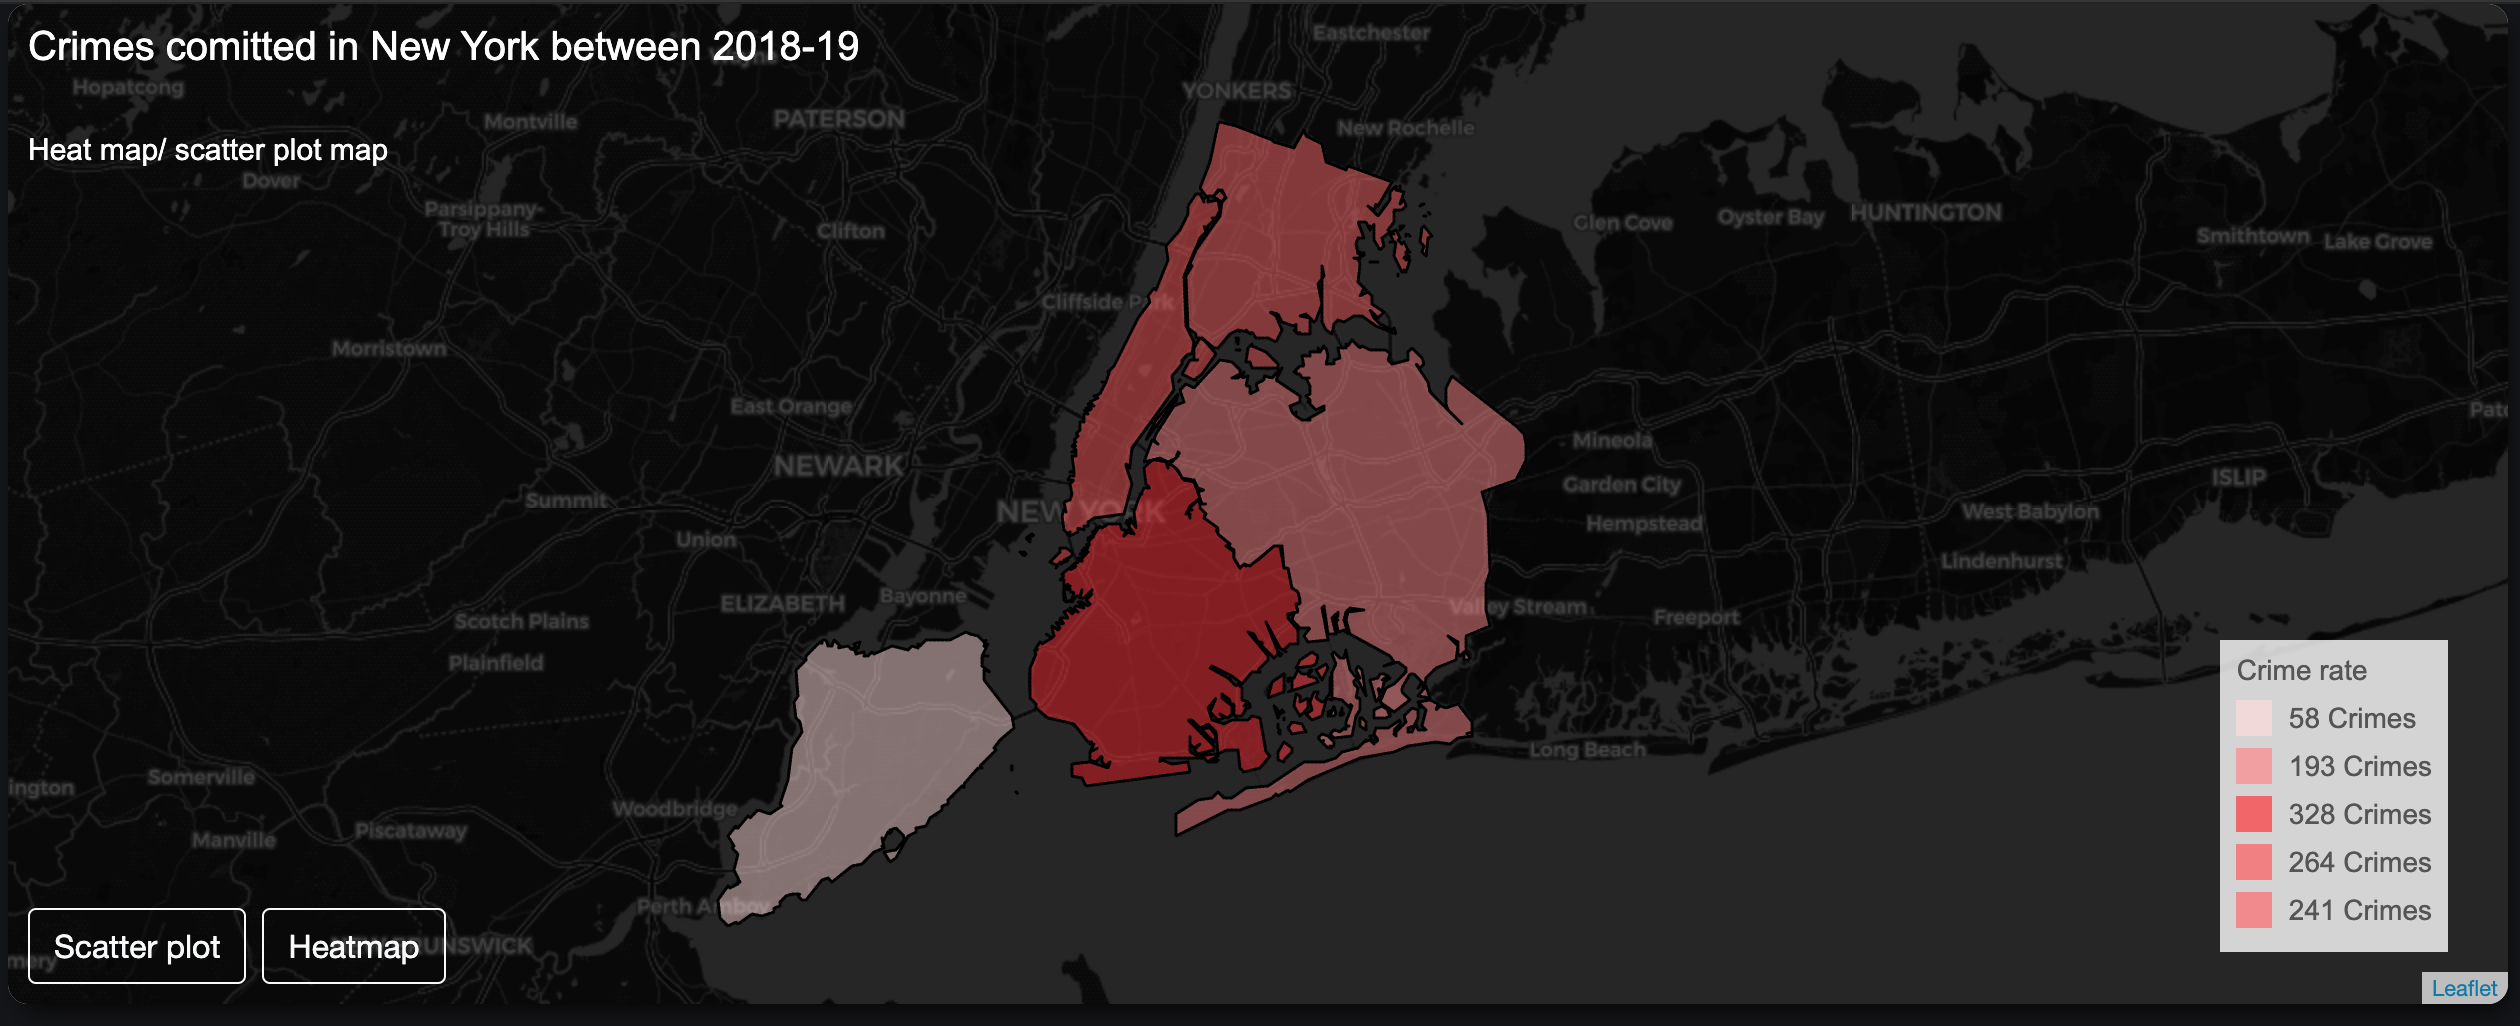 Crimes comitted in New York between 2018-19
Heat map/ scatter plot map
Eastchester
Hopatcong
YONKERS
Montville
PATERSON
New Rochelle
Dover
Parsippany-
Troy Hills
Clifton
Glen Cove
Oyster Bay
HUNTINGTON
Smithtown
Lake Grove
Cliffside Park
Morristown
East Orange
Mineola
NEWARK
Garden City
ISLIP
Summit
NEW YORK
Hempstead
West Babylon
Union
Lindenhurst
ELIZABETH
Bayonne
Valley Stream
Freeport
Scotch Plains
Plainfield
Long Beach
Somerville
ington
Woodbridge
Piscataway
Manville
Perth Amboy
BRUNSWICK
mery
Crime rate
58 Crimes
193 Crimes
328 Crimes
264 Crimes
241 Crimes
Scatter plot
Heatmap
Leaflet